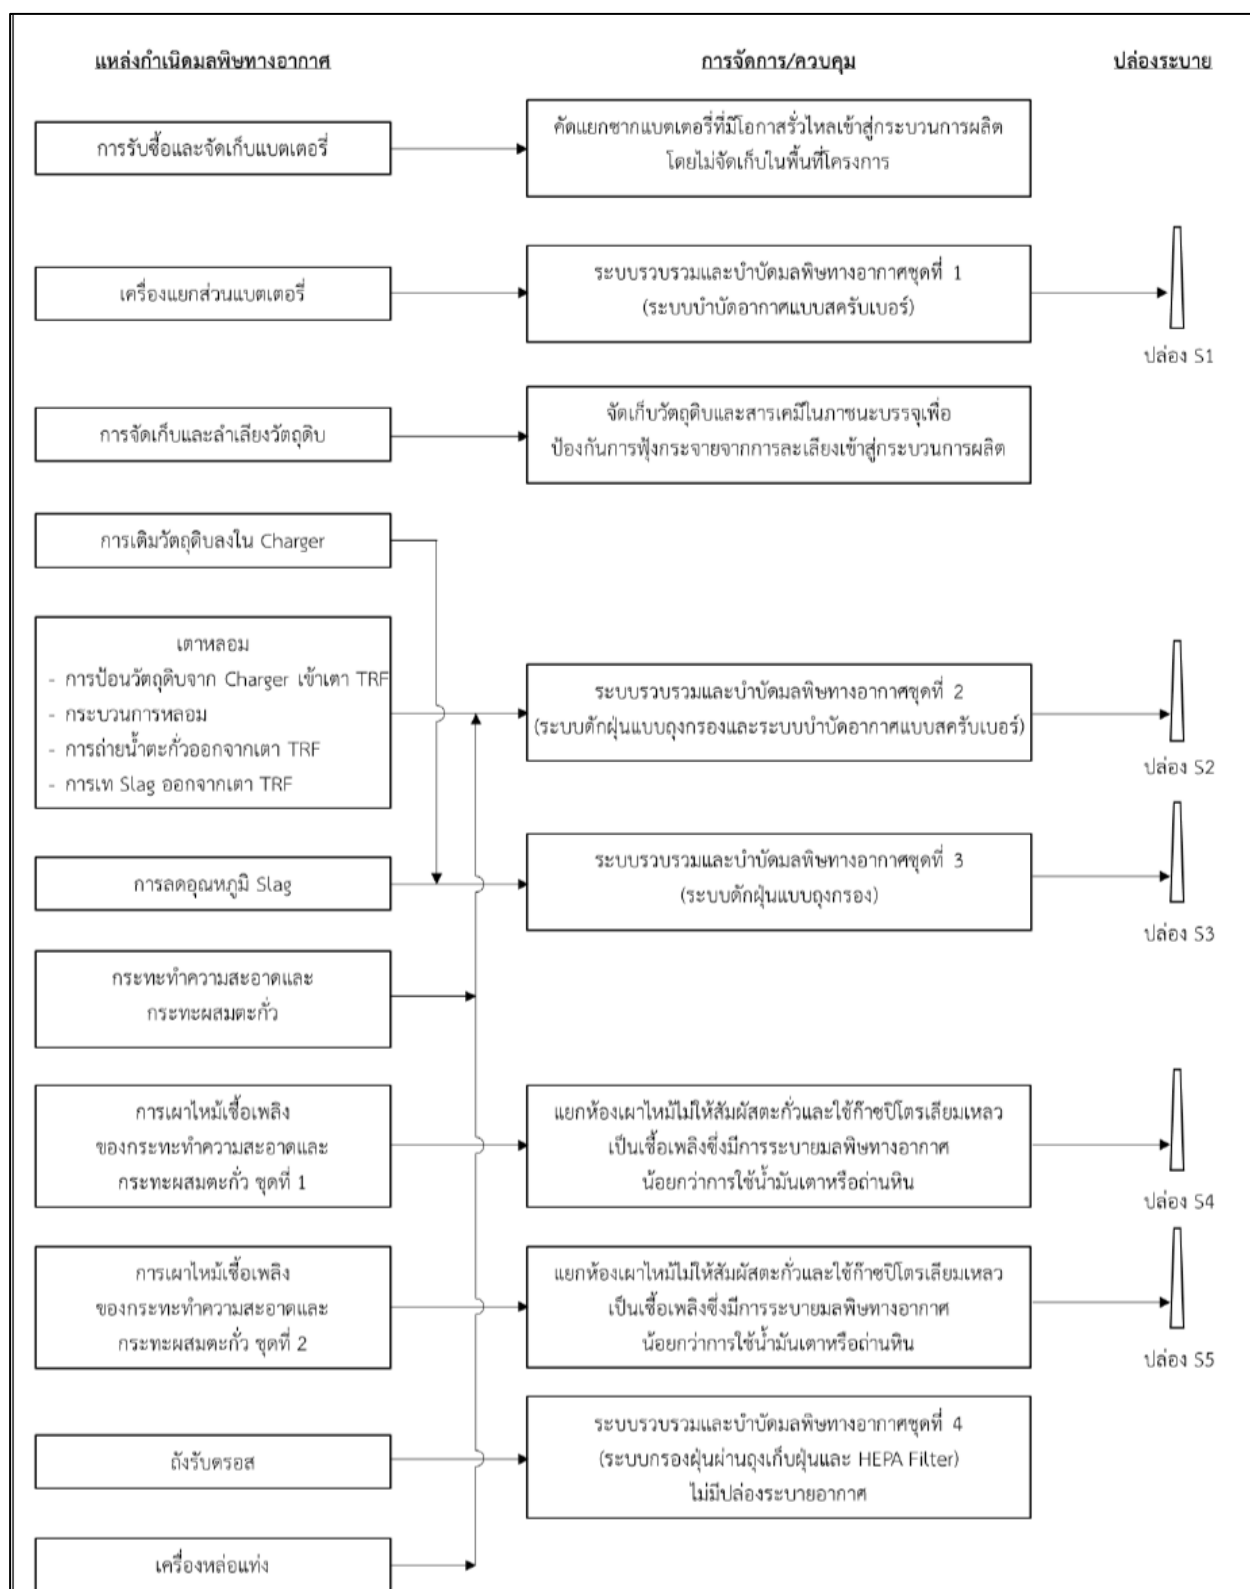 แหล่งกำเนิดมลพิษทางอากาศ
การจัดการ/ควบคุม
ปล่องระบาย
การรับซื้อและจัดเก็บแบตเตอรี่
คัดแยกซากแบตเตอรี่ที่มีโอกาสรั่วไหลเข้าสู่กระบวนการผลิต
โดยไม่จัดเก็บในพื้นที่โครงการ
เครื่องแยกส่วนแบตเตอรี่
ระบบรวบรวมและบำบัดมลพิษทางอากาศชุดที่ 1
(ระบบบำบัดอากาศแบบสครับเบอร์)
ปล่อง S1
การจัดเก็บและลำเลียงวัตถุดิบ
จัดเก็บวัตถุดิบและสารเคมีในภาชนะบรรจุเพื่อ
ป้องกันการฟุ้งกระจายจากการละเลียงเข้าสู่กระบวนการผลิต
การเติมวัตถุดิบลงใน Charger
เตาหลอม
- การป้อนวัตถุดิบจาก Charger เข้าเตา TRF
- กระบวนการหลอม
- การถ่ายน้ำตะกั่วออกจากเตา TRF
- การเท Slag ออกจากเตา TRF
ระบบรวบรวมและบำบัดมลพิษทางอากาศชุดที่ 2
(ระบบดักฝุ่นแบบถุงกรองและระบบบำบัดอากาศแบบสครับเบอร์)
ปล่อง S2
การลดอุณหภูมิ Slag
ระบบรวบรวมและบำบัดมลพิษทางอากาศชุดที่ 3
(ระบบดักฝุ่นแบบถุงกรอง)
ปล่อง S3
กระทะทำความสะอาดและ
กระทะผสมตะกั่ว
การเผาไหม้เชื้อเพลิง
ของกระทะทำความสะอาดและ
กระทะผสมตะกั่ว ชุดที่ 1
แยกห้องเผาไหม้ไม่ให้สัมผัสตะกั่วและใช้ก๊าซปิโตรเลียมเหลว
เป็นเชื้อเพลิงซึ่งมีการระบายมลพิษทางอากาศ
น้อยกว่าการใช้น้ำมันเตาหรือถ่านหิน
ปล่อง S4
การเผาไหม้เชื้อเพลิง
ของกระทะทำความสะอาดและ
กระทะผสมตะกั่ว ชุดที่ 2
แยกห้องเผาไหม้ไม่ให้สัมผัสตะกั่วและใช้ก๊าซปิโตรเลียมเหลว
เป็นเชื้อเพลิงซึ่งมีการระบายมลพิษทางอากาศ
น้อยกว่าการใช้น้ำมันเตาหรือถ่านหิน
ปล่อง S5
ถังรับดรอส
ระบบรวบรวมและบำบัดมลพิษทางอากาศชุดที่ 4
(ระบบกรองฝุ่นผ่านถุงเก็บฝุ่นและ HEPA Filter)
ไม่มีปล่องระบายอากาศ
เครื่องหล่อแท่ง